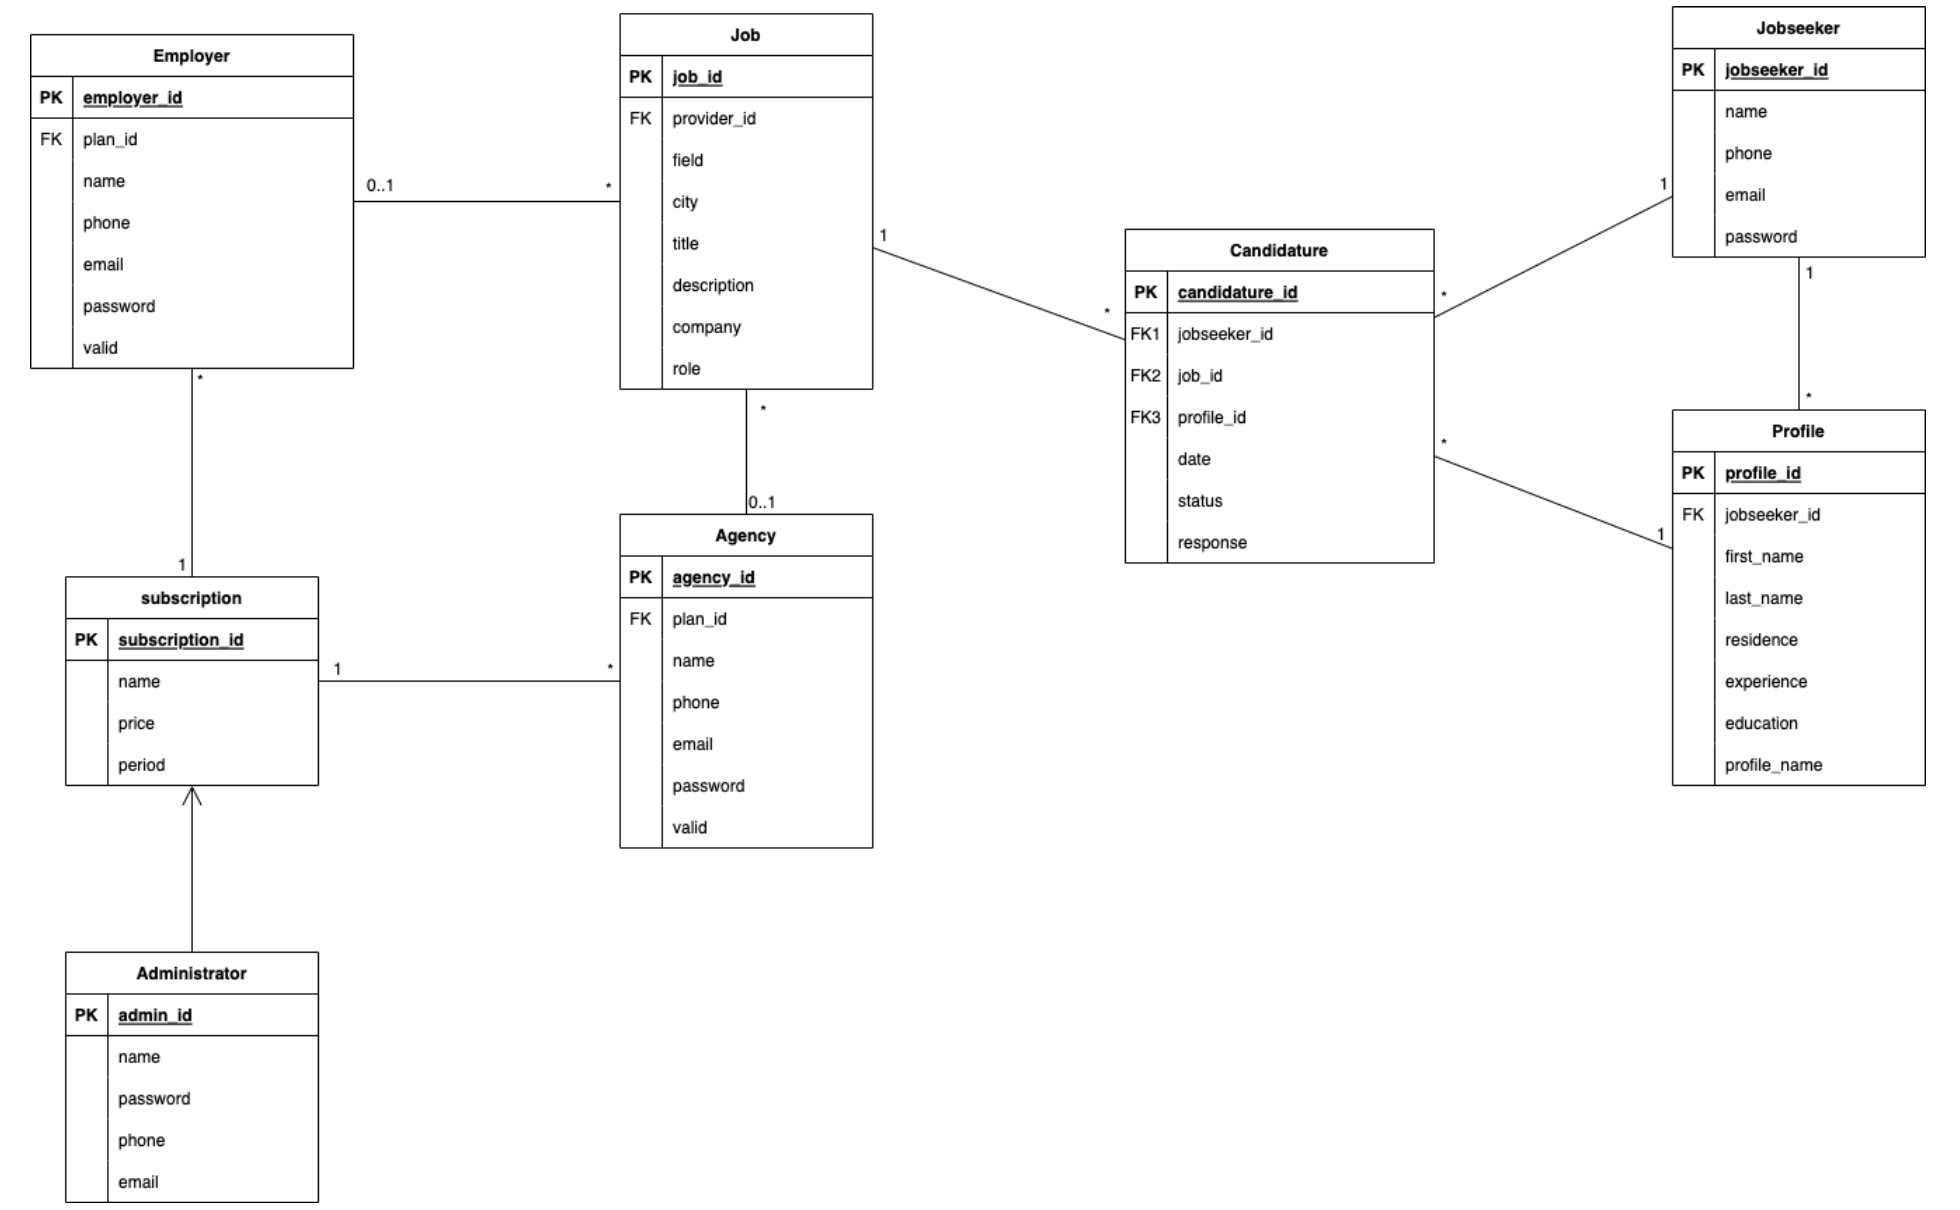 Employer
PK employer_id
FK plan_id
name
phone
email
password
valid
0..1
*
*
1
Job
PK job_id
FK provider_id
field
city
title
description
company
role
1
*
*
0..1
Jobseeker
PK jobseeker_id
name
phone
email
password
1
*
1
*
Candidature
PK candidature_id
FK1 jobseeker_id
FK2 job_id
FK3 profile_id
date
status
response
*
1
Profile
PK profile_id
FK jobseeker_id
first_name
last_name
residence
experience
education
profile_name
subscription
PK subscription_id
name
price
period
1
*
Agency
PK agency_id
FK plan_id
name
phone
email
password
valid
Administrator
PK admin_id
name
password
phone
email